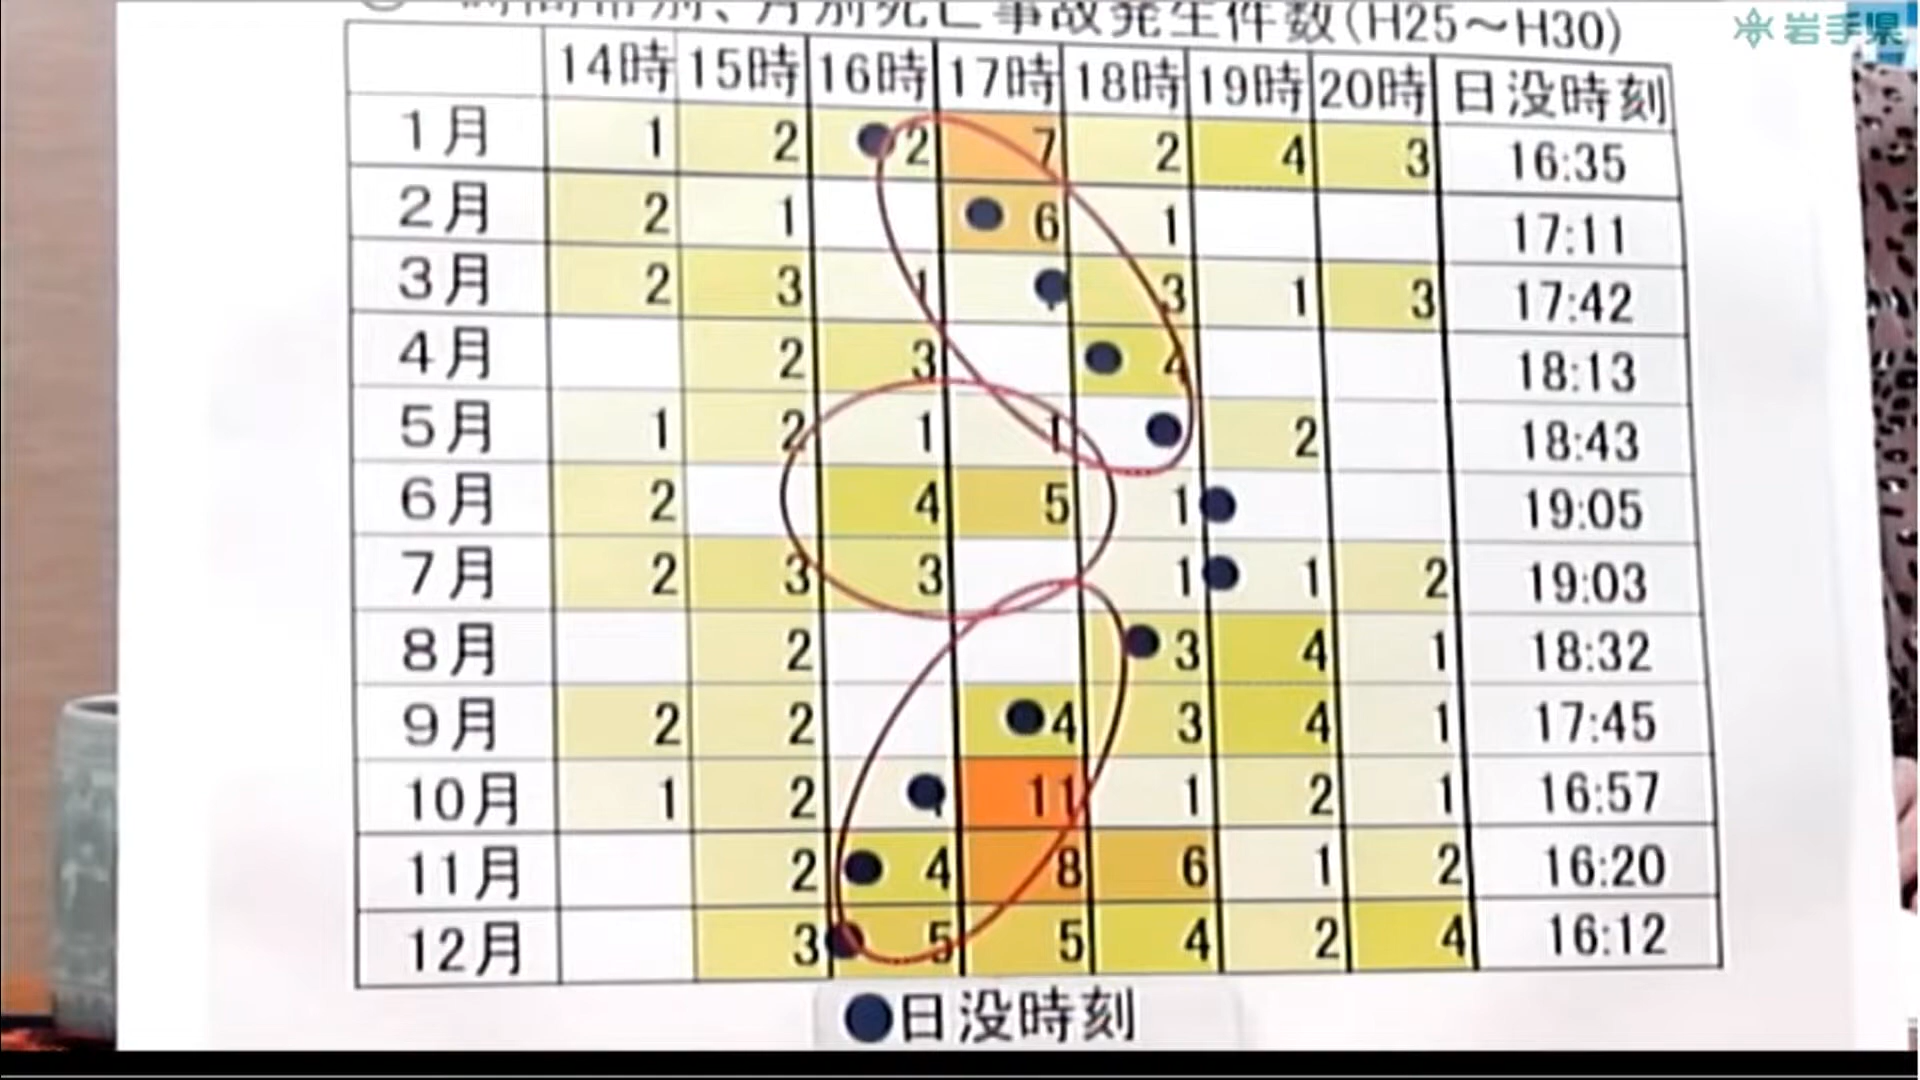 時間帯別、月別死亡事故発生件数(H25～H30)
岩手県
14時 15時 16時 17時 18時 19時 20時 日没時刻
1月 1 2 2 7 2 4 3 16:35
2月 2 1 6 1 17:11
3月 2 3 1 3 1 3 17:42
4月 2 3 4 18:13
5月 1 2 1 1 2 18:43
6月 2 4 5 1 19:05
7月 2 3 3 1 1 2 19:03
8月 2 3 4 1 18:32
9月 2 2 4 3 4 1 17:45
10月 1 2 11 1 2 1 16:57
11月 2 4 8 6 1 2 16:20
12月 3 5 5 4 2 4 16:12
●日没時刻